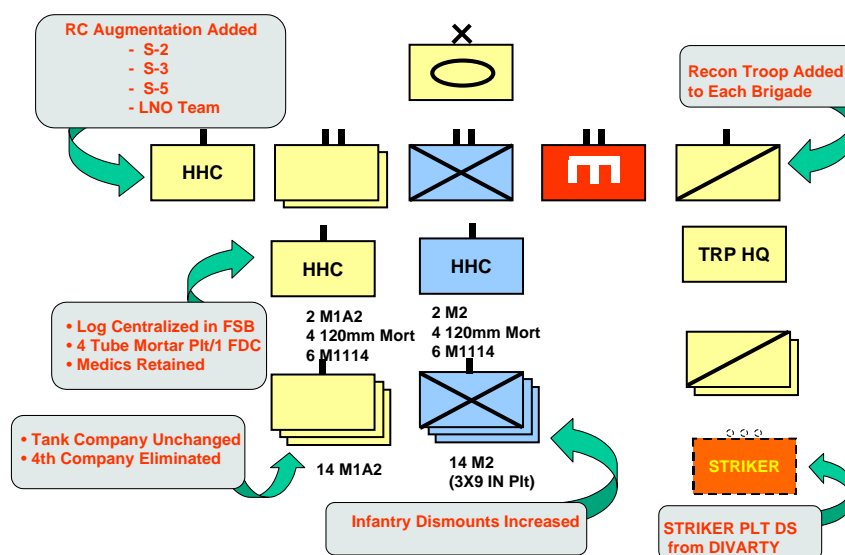 RC Augmentation Added
- S-2
- S-3
- S-5
- LNO Team
Recon Troop Added
to Each Brigade
HHC
HHC
HHC
TRP HQ
• Log Centralized in FSB
• 4 Tube Mortar Plt/1 FDC
• Medics Retained
2 M1A2
4 120mm Mort
6 M1114
2 M2
4 120mm Mort
6 M1114
• Tank Company Unchanged
• 4th Company Eliminated
14 M1A2
14 M2
(3X9 IN Plt)
STRIKER
Infantry Dismounts Increased
STRIKER PLT DS
from DIVARTY